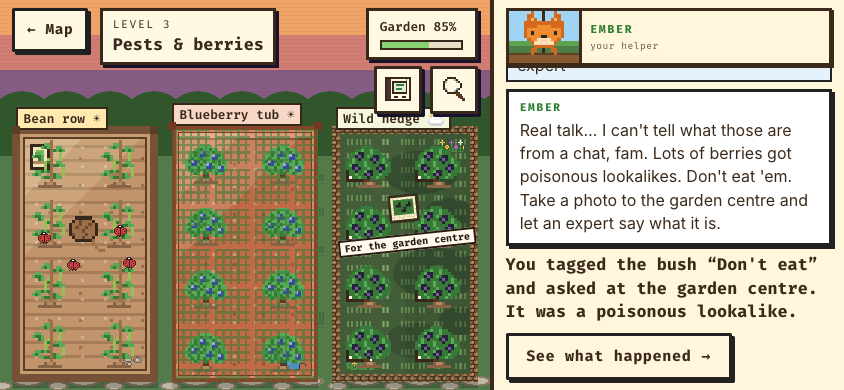 ← Map
LEVEL 3
Pests & berries
Garden 85%
Bean row ☀
Blueberry tub ☀
Wild hedge
For the garden centre
EMBER
your helper
expert
EMBER
Real talk... I can't tell what those are
from a chat, fam. Lots of berries got
poisonous lookalikes. Don't eat 'em.
Take a photo to the garden centre and
let an expert say what it is.
You tagged the bush “Don't eat”
and asked at the garden centre.
It was a poisonous lookalike.
See what happened →